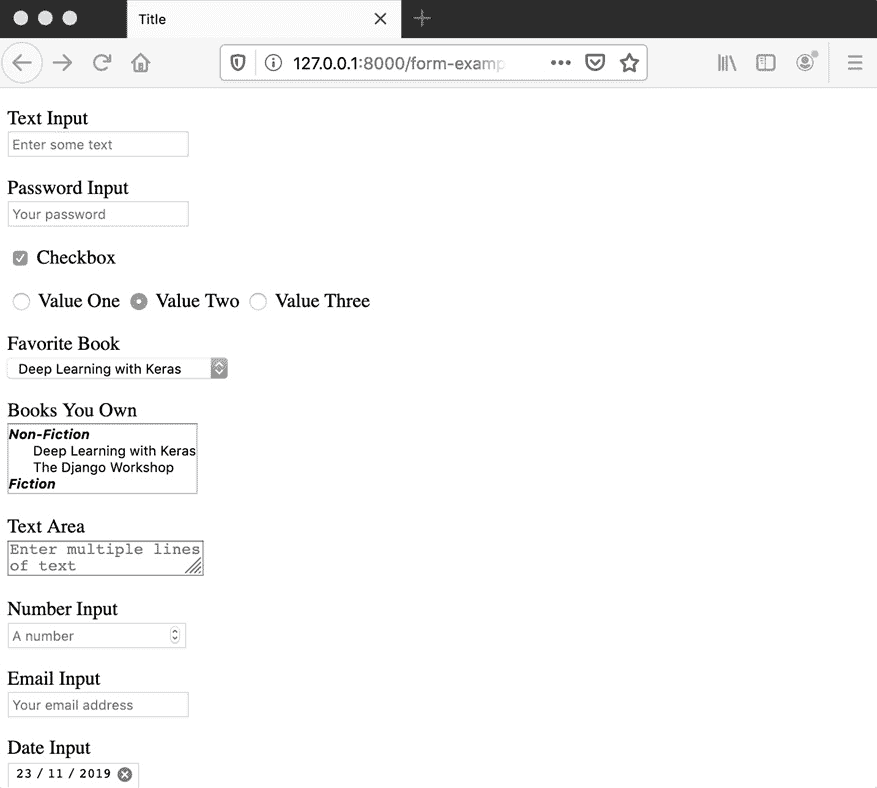 Title
127.0.0.1:8000/form-examp
Text Input
Enter some text
Password Input
Your password
Checkbox
Value One Value Two Value Three
Favorite Book
Deep Learning with Keras
Books You Own
Non-Fiction
Deep Learning with Keras
The Django Workshop
Fiction
Text Area
Enter multiple lines
of text
Number Input
A number
Email Input
Your email address
Date Input
23 / 11 / 2019